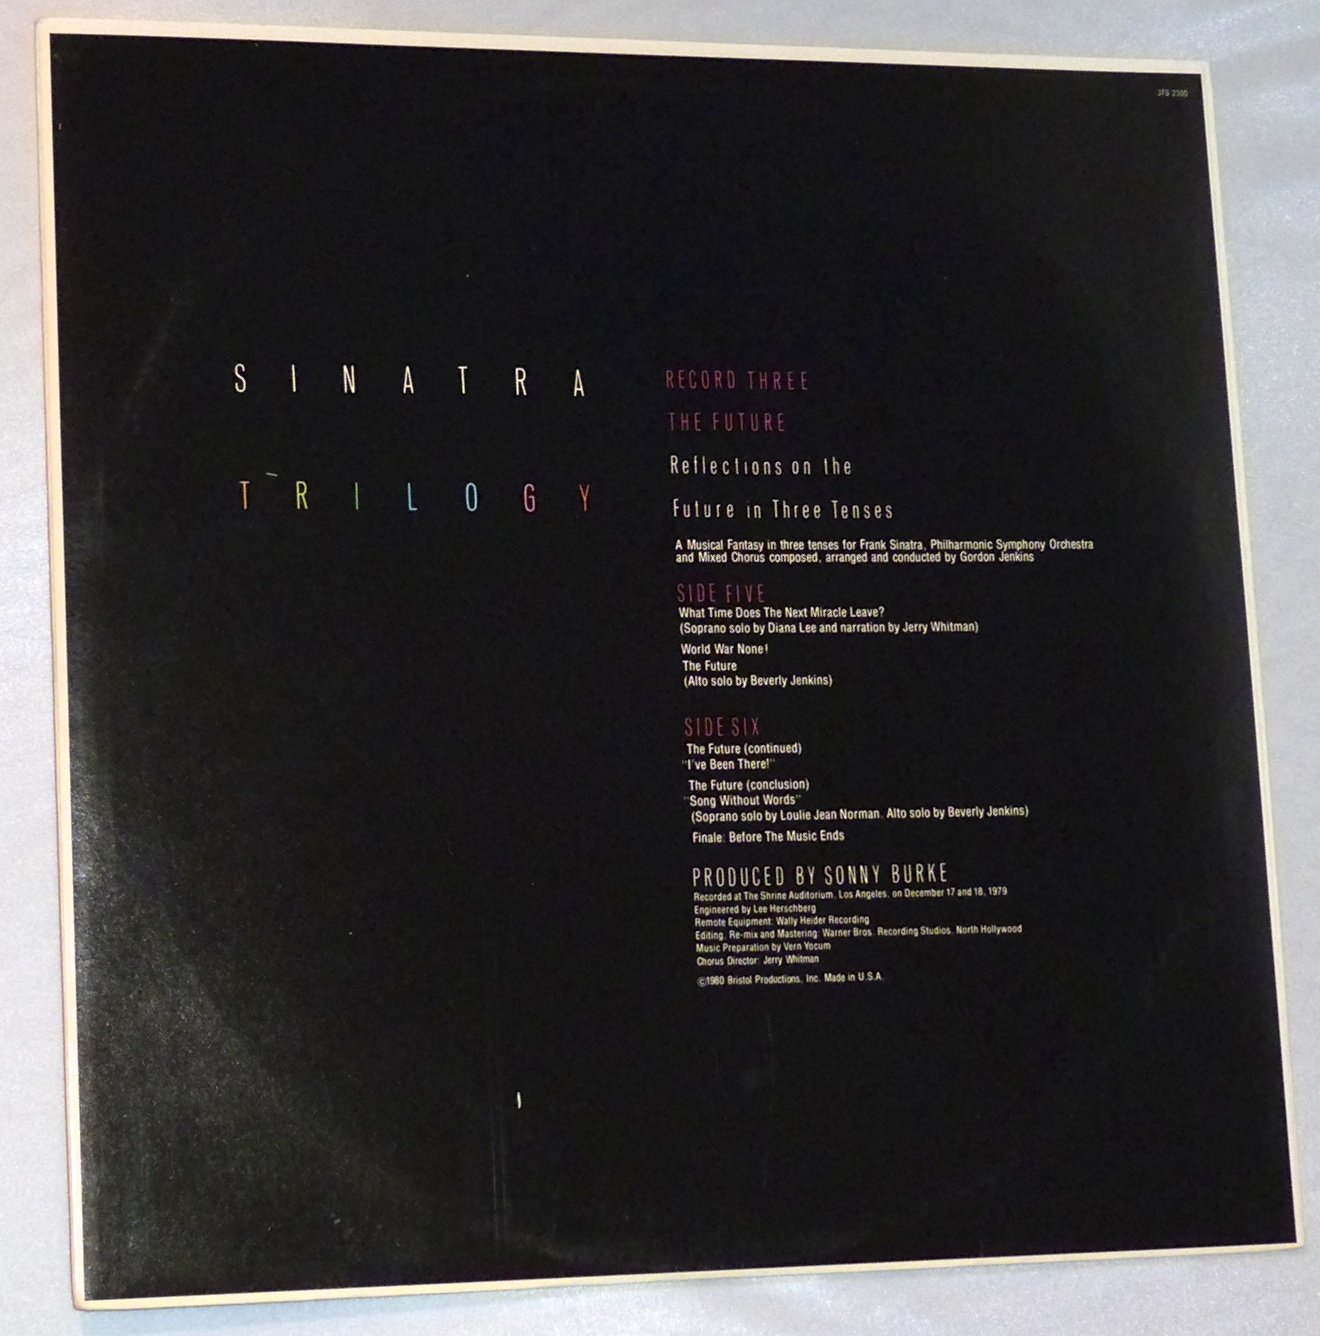 3FS 2300
SINATRA
TRILOGY
RECORD THREE
THE FUTURE
Reflections on the
Future in Three Tenses
A Musical Fantasy in three tenses for Frank Sinatra, Philharmonic Symphony Orchestra
and Mixed Chorus composed, arranged and conducted by Gordon Jenkins
SIDE FIVE
What Time Does The Next Miracle Leave?
(Soprano solo by Diana Lee and narration by Jerry Whitman)
World War None!
The Future
(Alto solo by Beverly Jenkins)
SIDE SIX
The Future (continued)
"I've Been There!"
The Future (conclusion)
"Song Without Words"
(Soprano solo by Loulie Jean Norman. Alto solo by Beverly Jenkins)
Finale: Before The Music Ends
PRODUCED BY SONNY BURKE
Recorded at The Shrine Auditorium, Los Angeles, on December 17 and 18, 1979
Engineered by Lee Herschberg
Remote Equipment: Wally Heider Recording
Editing, Re-mix and Mastering: Warner Bros. Recording Studios, North Hollywood
Music Preparation by Vern Yocum
Chorus Director: Jerry Whitman
©1980 Bristol Productions, Inc. Made in U.S.A.